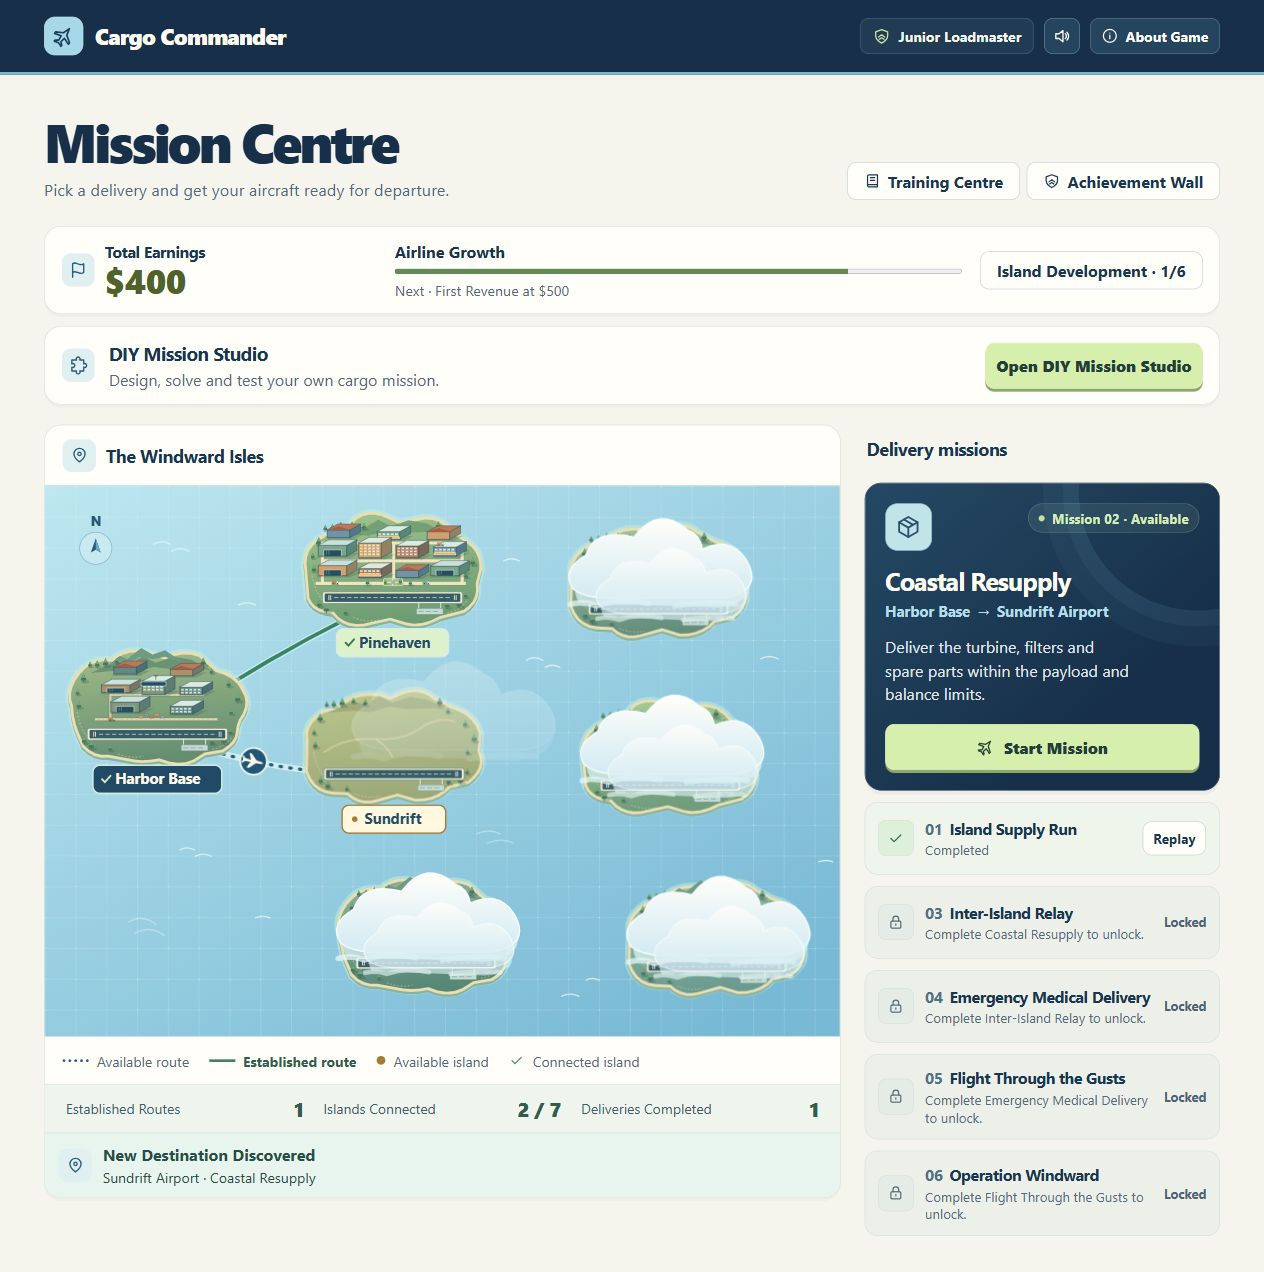 Cargo Commander
Junior Loadmaster
About Game
Mission Centre
Pick a delivery and get your aircraft ready for departure.
Training Centre
Achievement Wall
Total Earnings
$400
Airline Growth
Next · First Revenue at $500
Island Development · 1/6
DIY Mission Studio
Design, solve and test your own cargo mission.
Open DIY Mission Studio
The Windward Isles
N
Pinehaven
Harbor Base
Sundrift
Available route
Established route
Available island
Connected island
Established Routes 1
Islands Connected 2 / 7
Deliveries Completed 1
New Destination Discovered
Sundrift Airport · Coastal Resupply
Delivery missions
Mission 02 · Available
Coastal Resupply
Harbor Base → Sundrift Airport
Deliver the turbine, filters and
spare parts within the payload and
balance limits.
Start Mission
01 Island Supply Run
Completed
Replay
03 Inter-Island Relay
Complete Coastal Resupply to unlock.
Locked
04 Emergency Medical Delivery
Complete Inter-Island Relay to unlock.
Locked
05 Flight Through the Gusts
Complete Emergency Medical Delivery
to unlock.
Locked
06 Operation Windward
Complete Flight Through the Gusts to
unlock.
Locked